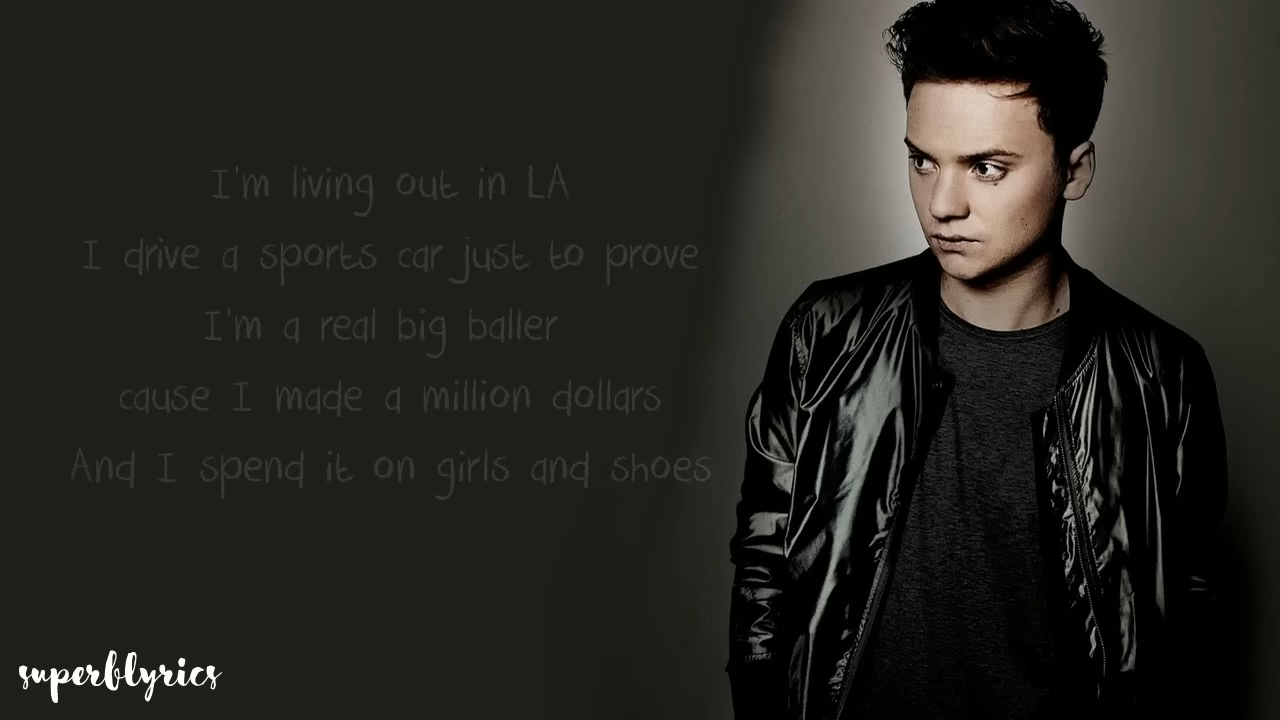 I'm living out in LA
I drive a sports car just to prove
I'm a real big baller
cause I made a million dollars
And I spend it on girls and shoes
superblyrics